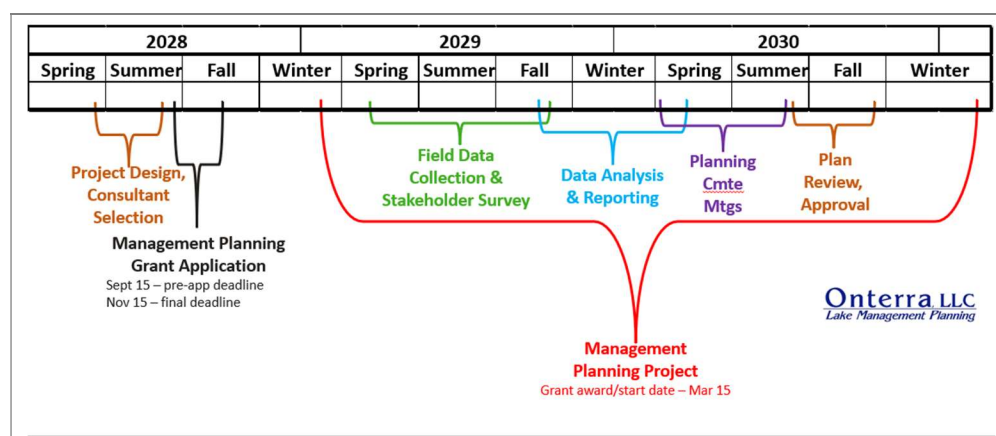 2028 2029 2030
Spring Summer Fall Winter Spring Summer Fall Winter Spring Summer Fall Winter
Project Design,
Consultant
Selection
Management Planning
Grant Application
Sept 15 – pre-app deadline
Nov 15 – final deadline
Field Data
Collection &
Stakeholder Survey
Data Analysis
& Reporting
Planning
Cmte
Mtgs
Plan
Review,
Approval
Onterra, LLC
Lake Management Planning
Management
Planning Project
Grant award/start date – Mar 15